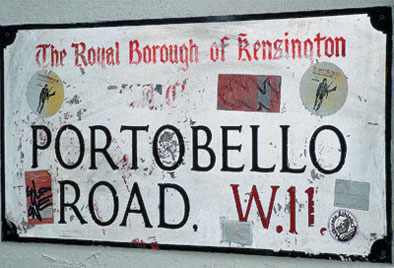 The Royal Borough of Kensington
PORTOBELLO
ROAD. W.11.